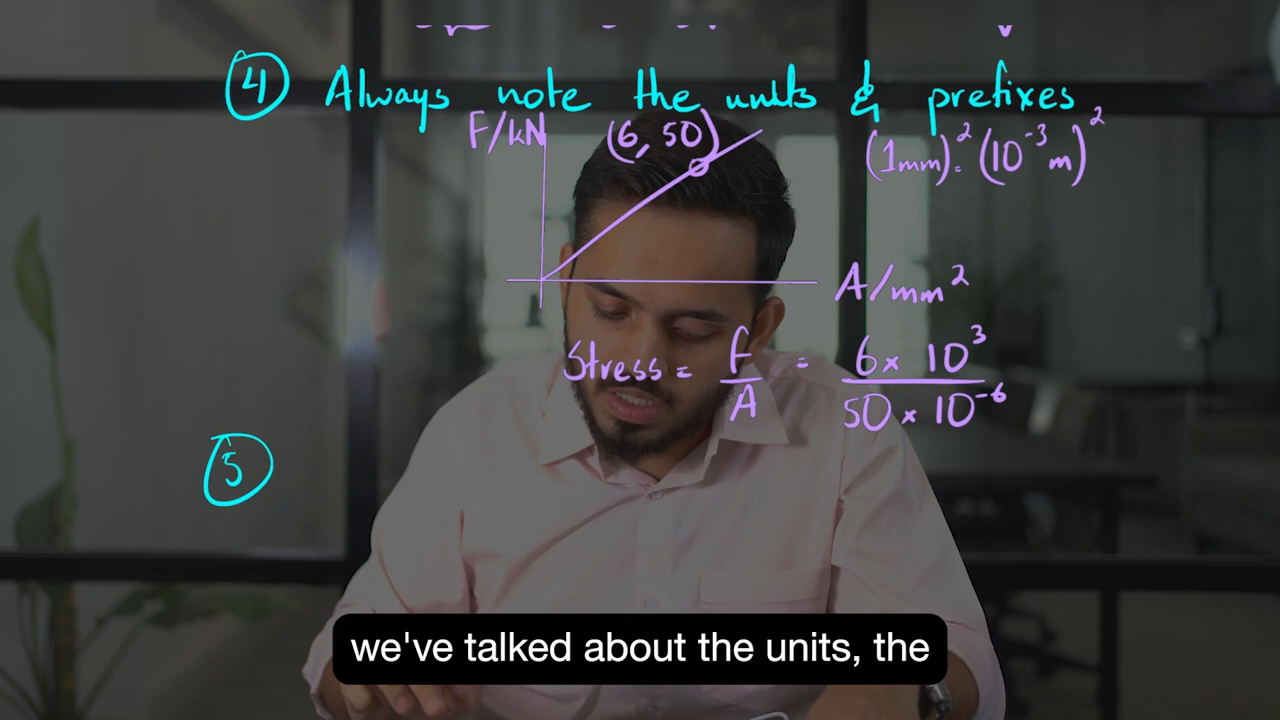 ④ Always note the units & prefixes
F/kN (6, 50) (1mm)² = (10⁻³ m)²
A/mm²
Stress = F/A = 6 × 10³ / 50 × 10⁻⁶
⑤
we've talked about the units, the